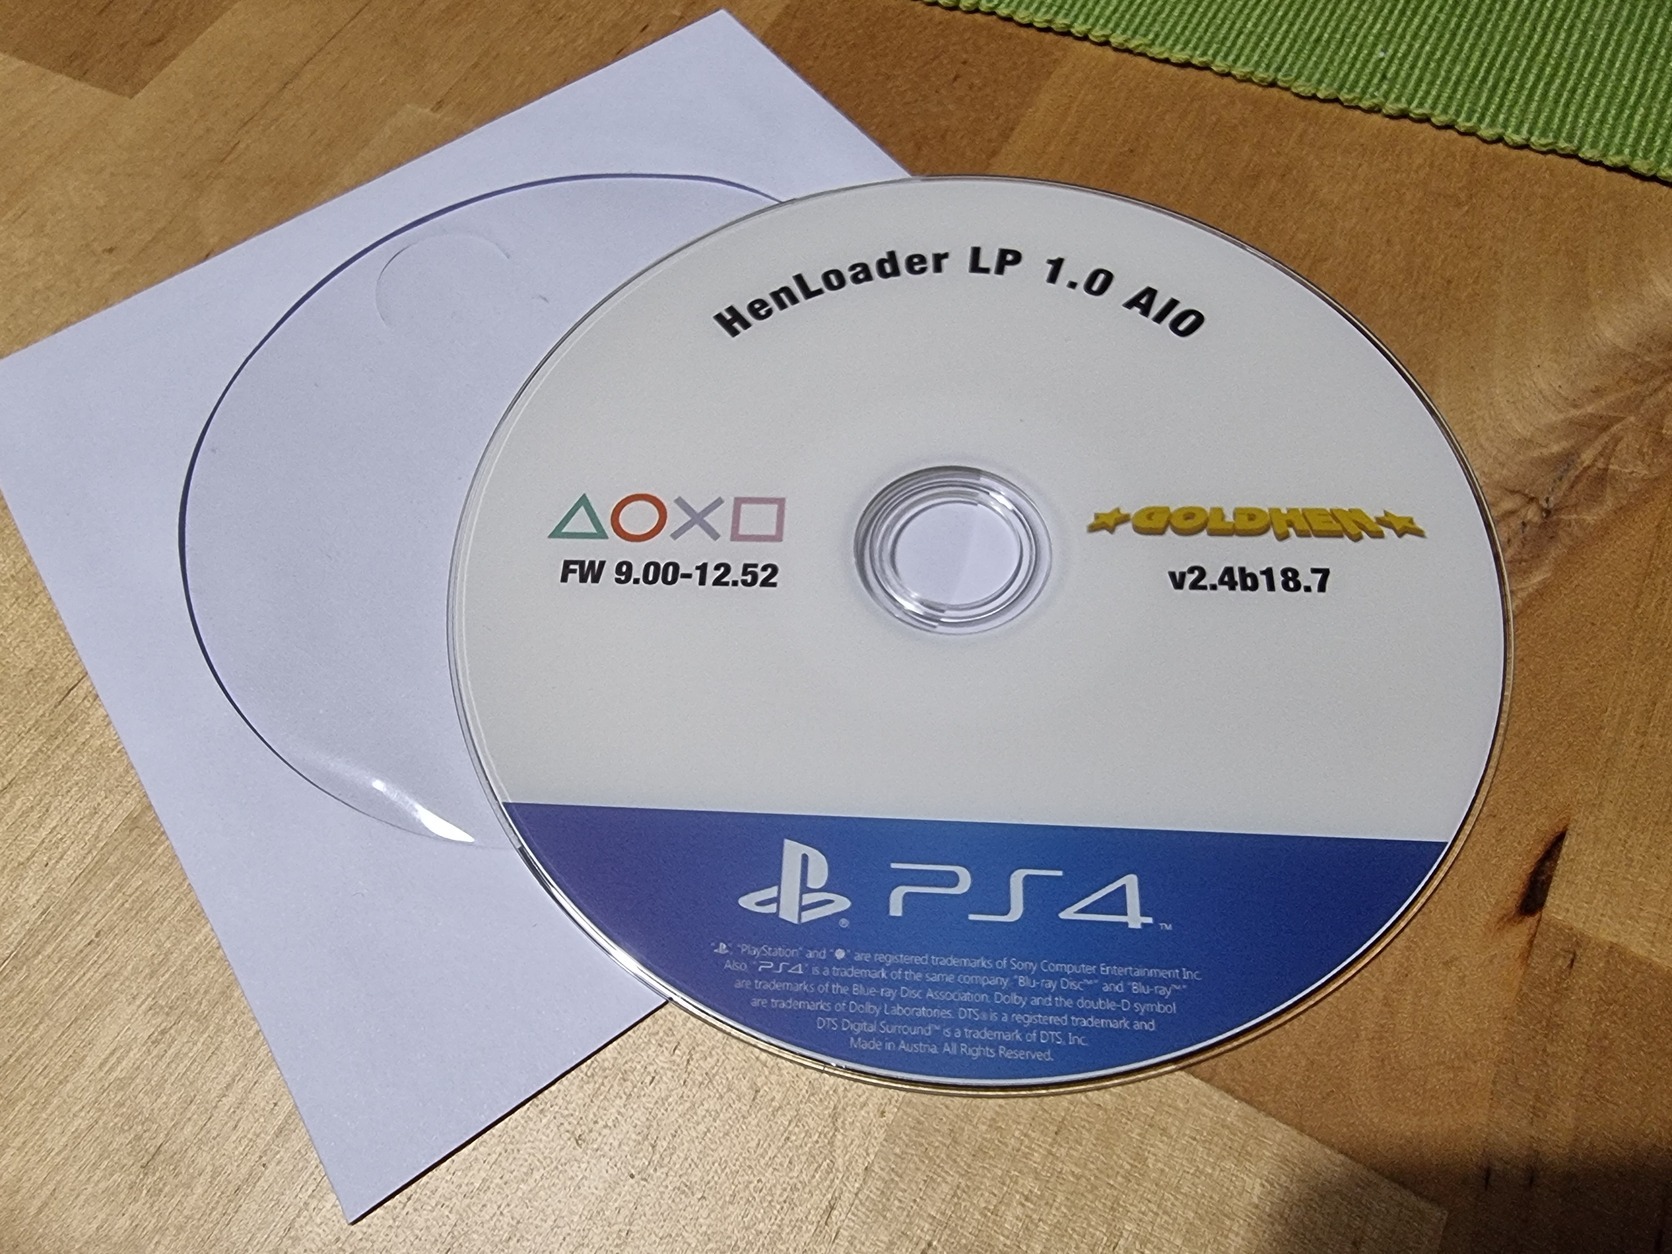 HenLoader LP 1.0 AIO
FW 9.00-12.52
GOLDHEN
v2.4b18.7
PS4™
"PlayStation" and " " are registered trademarks of Sony Computer Entertainment Inc.
Also, "PS4" is a trademark of the same company. "Blu-ray Disc™" and "Blu-ray™"
are trademarks of the Blue-ray Disc Association. Dolby and the double-D symbol
are trademarks of Dolby Laboratories. DTS® is a registered trademark and
DTS Digital Surround™ is a trademark of DTS, Inc.
Made in Austria. All Rights Reserved.